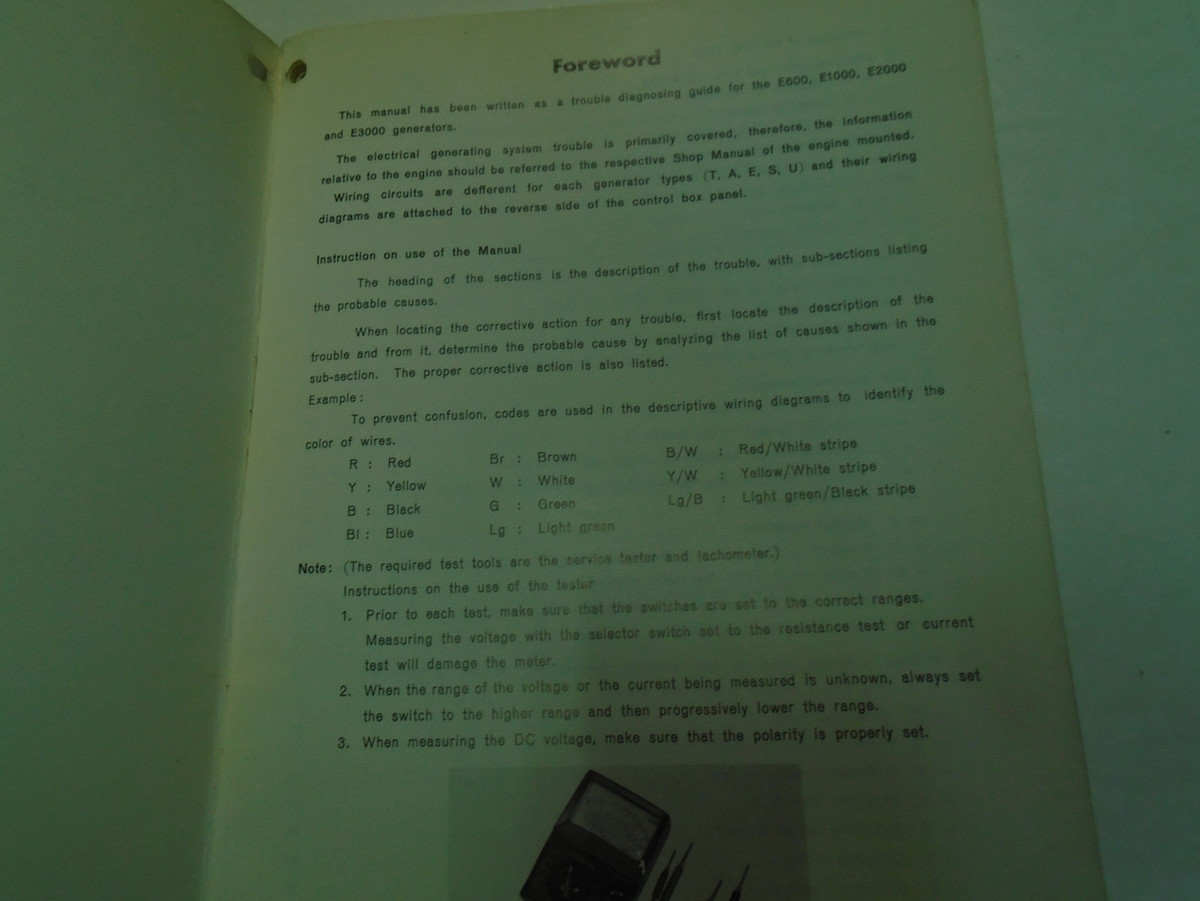 Foreword
This manual has been written as a trouble diagnosing guide for the E600, E1000, E2000
and E3000 generators.
The electrical generating system trouble is primarily covered, therefore, the information
relative to the engine should be referred to the respective Shop Manual of the engine mounted.
Wiring circuits are defferent for each generator types (T, A, E, S, U) and their wiring
diagrams are attached to the reverse side of the control box panel.
Instruction on use of the Manual
The heading of the sections is the description of the trouble, with sub-sections listing
the probable causes.
When locating the corrective action for any trouble, first locate the description of the
trouble and from it, determine the probable cause by analyzing the list of causes shown in the
sub-section. The proper corrective action is also listed.
Example :
To prevent confusion, codes are used in the descriptive wiring diagrams to identify the
color of wires.
R : Red Br : Brown B/W : Red/White stripe
Y : Yellow W : White Y/W : Yellow/White stripe
B : Black G : Green Lg/B : Light green/Black stripe
Bl : Blue Lg : Light green
Note: (The required test tools are the service tester and tachometer.)
Instructions on the use of the tester
1. Prior to each test, make sure that the switches are set to the correct ranges.
Measuring the voltage with the selector switch set to the resistance test or current
test will damage the meter.
2. When the range of the voltage or the current being measured is unknown, always set
the switch to the higher range and then progressively lower the range.
3. When measuring the DC voltage, make sure that the polarity is properly set.